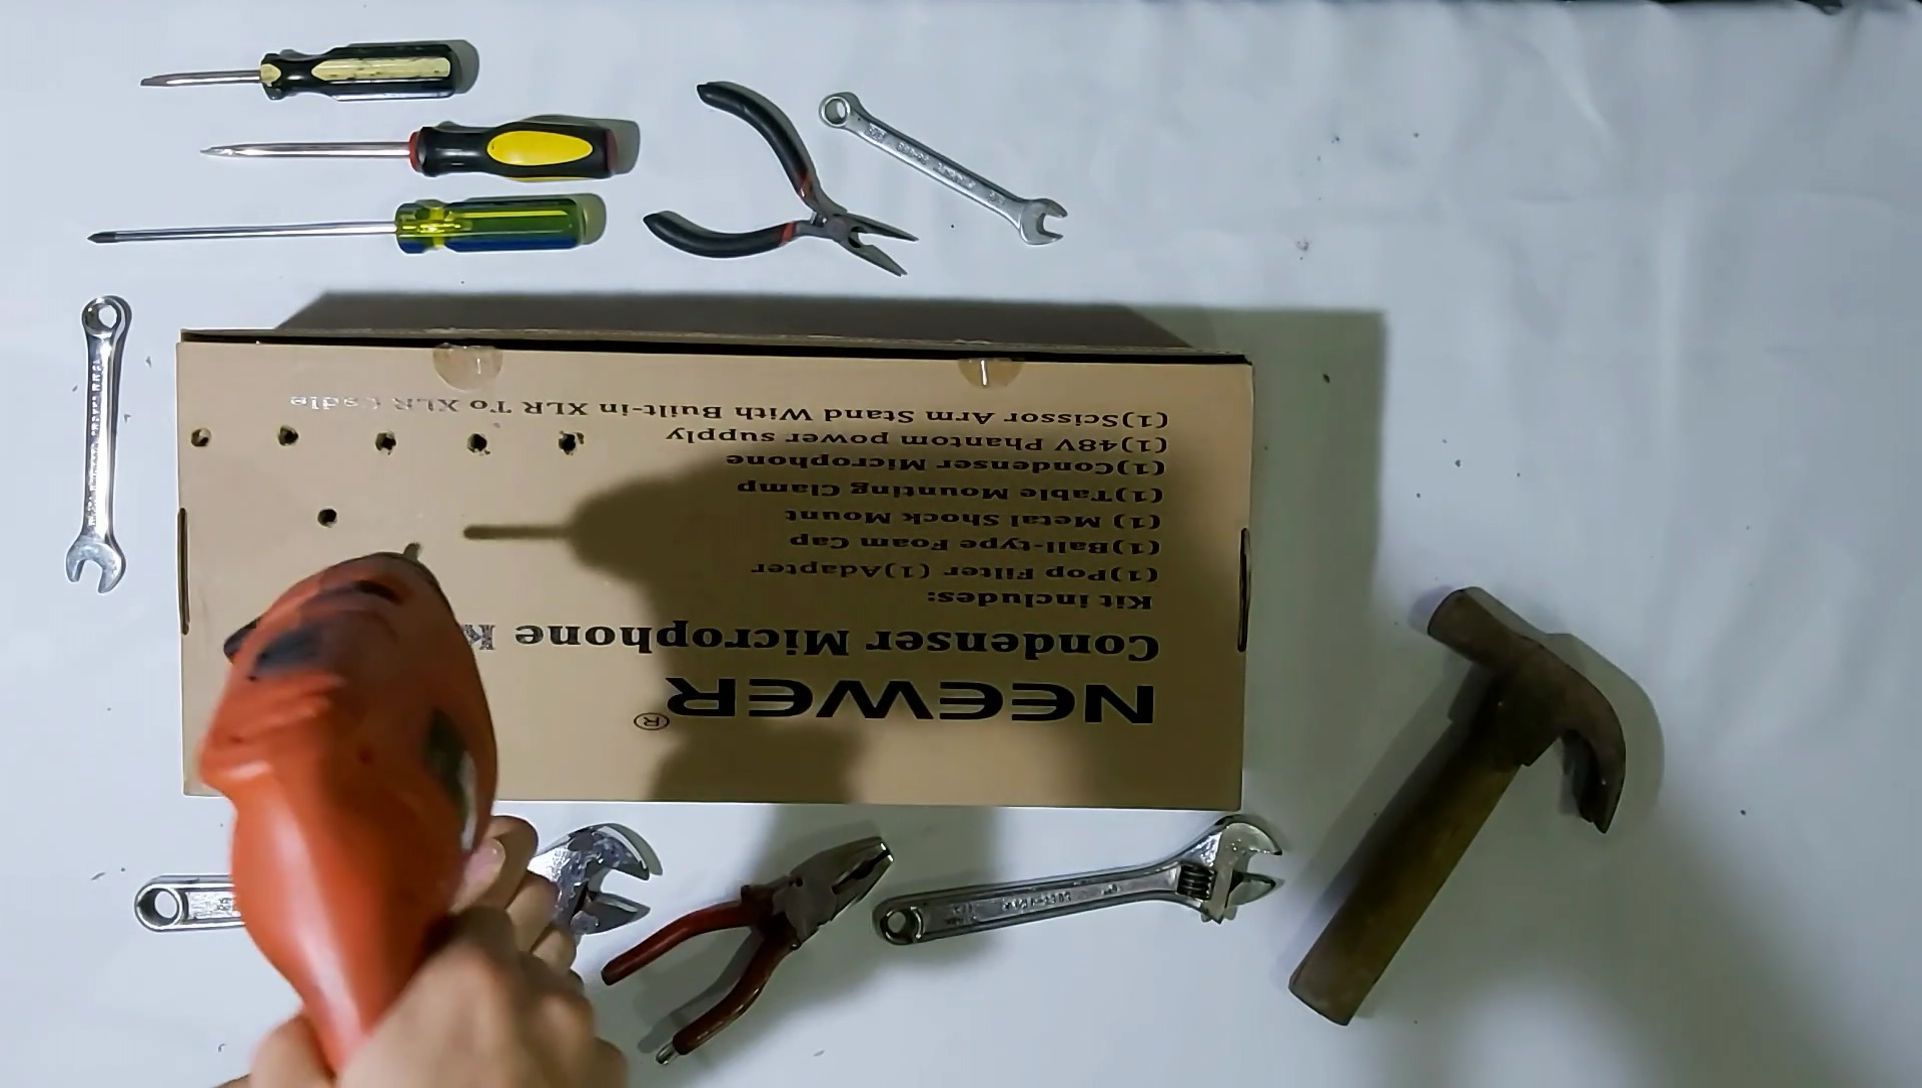 NEEWER®
Condenser Microphone K
Kit includes:
(1)Pop Filter (1)Adapter
(1)Ball-type Foam Cap
(1) Metal Shock Mount
(1)Table Mounting Clamp
(1)Condenser Microphone
(1)48V Phantom power supply
(1)Scissor Arm Stand With Built-in XLR To XLR Cable